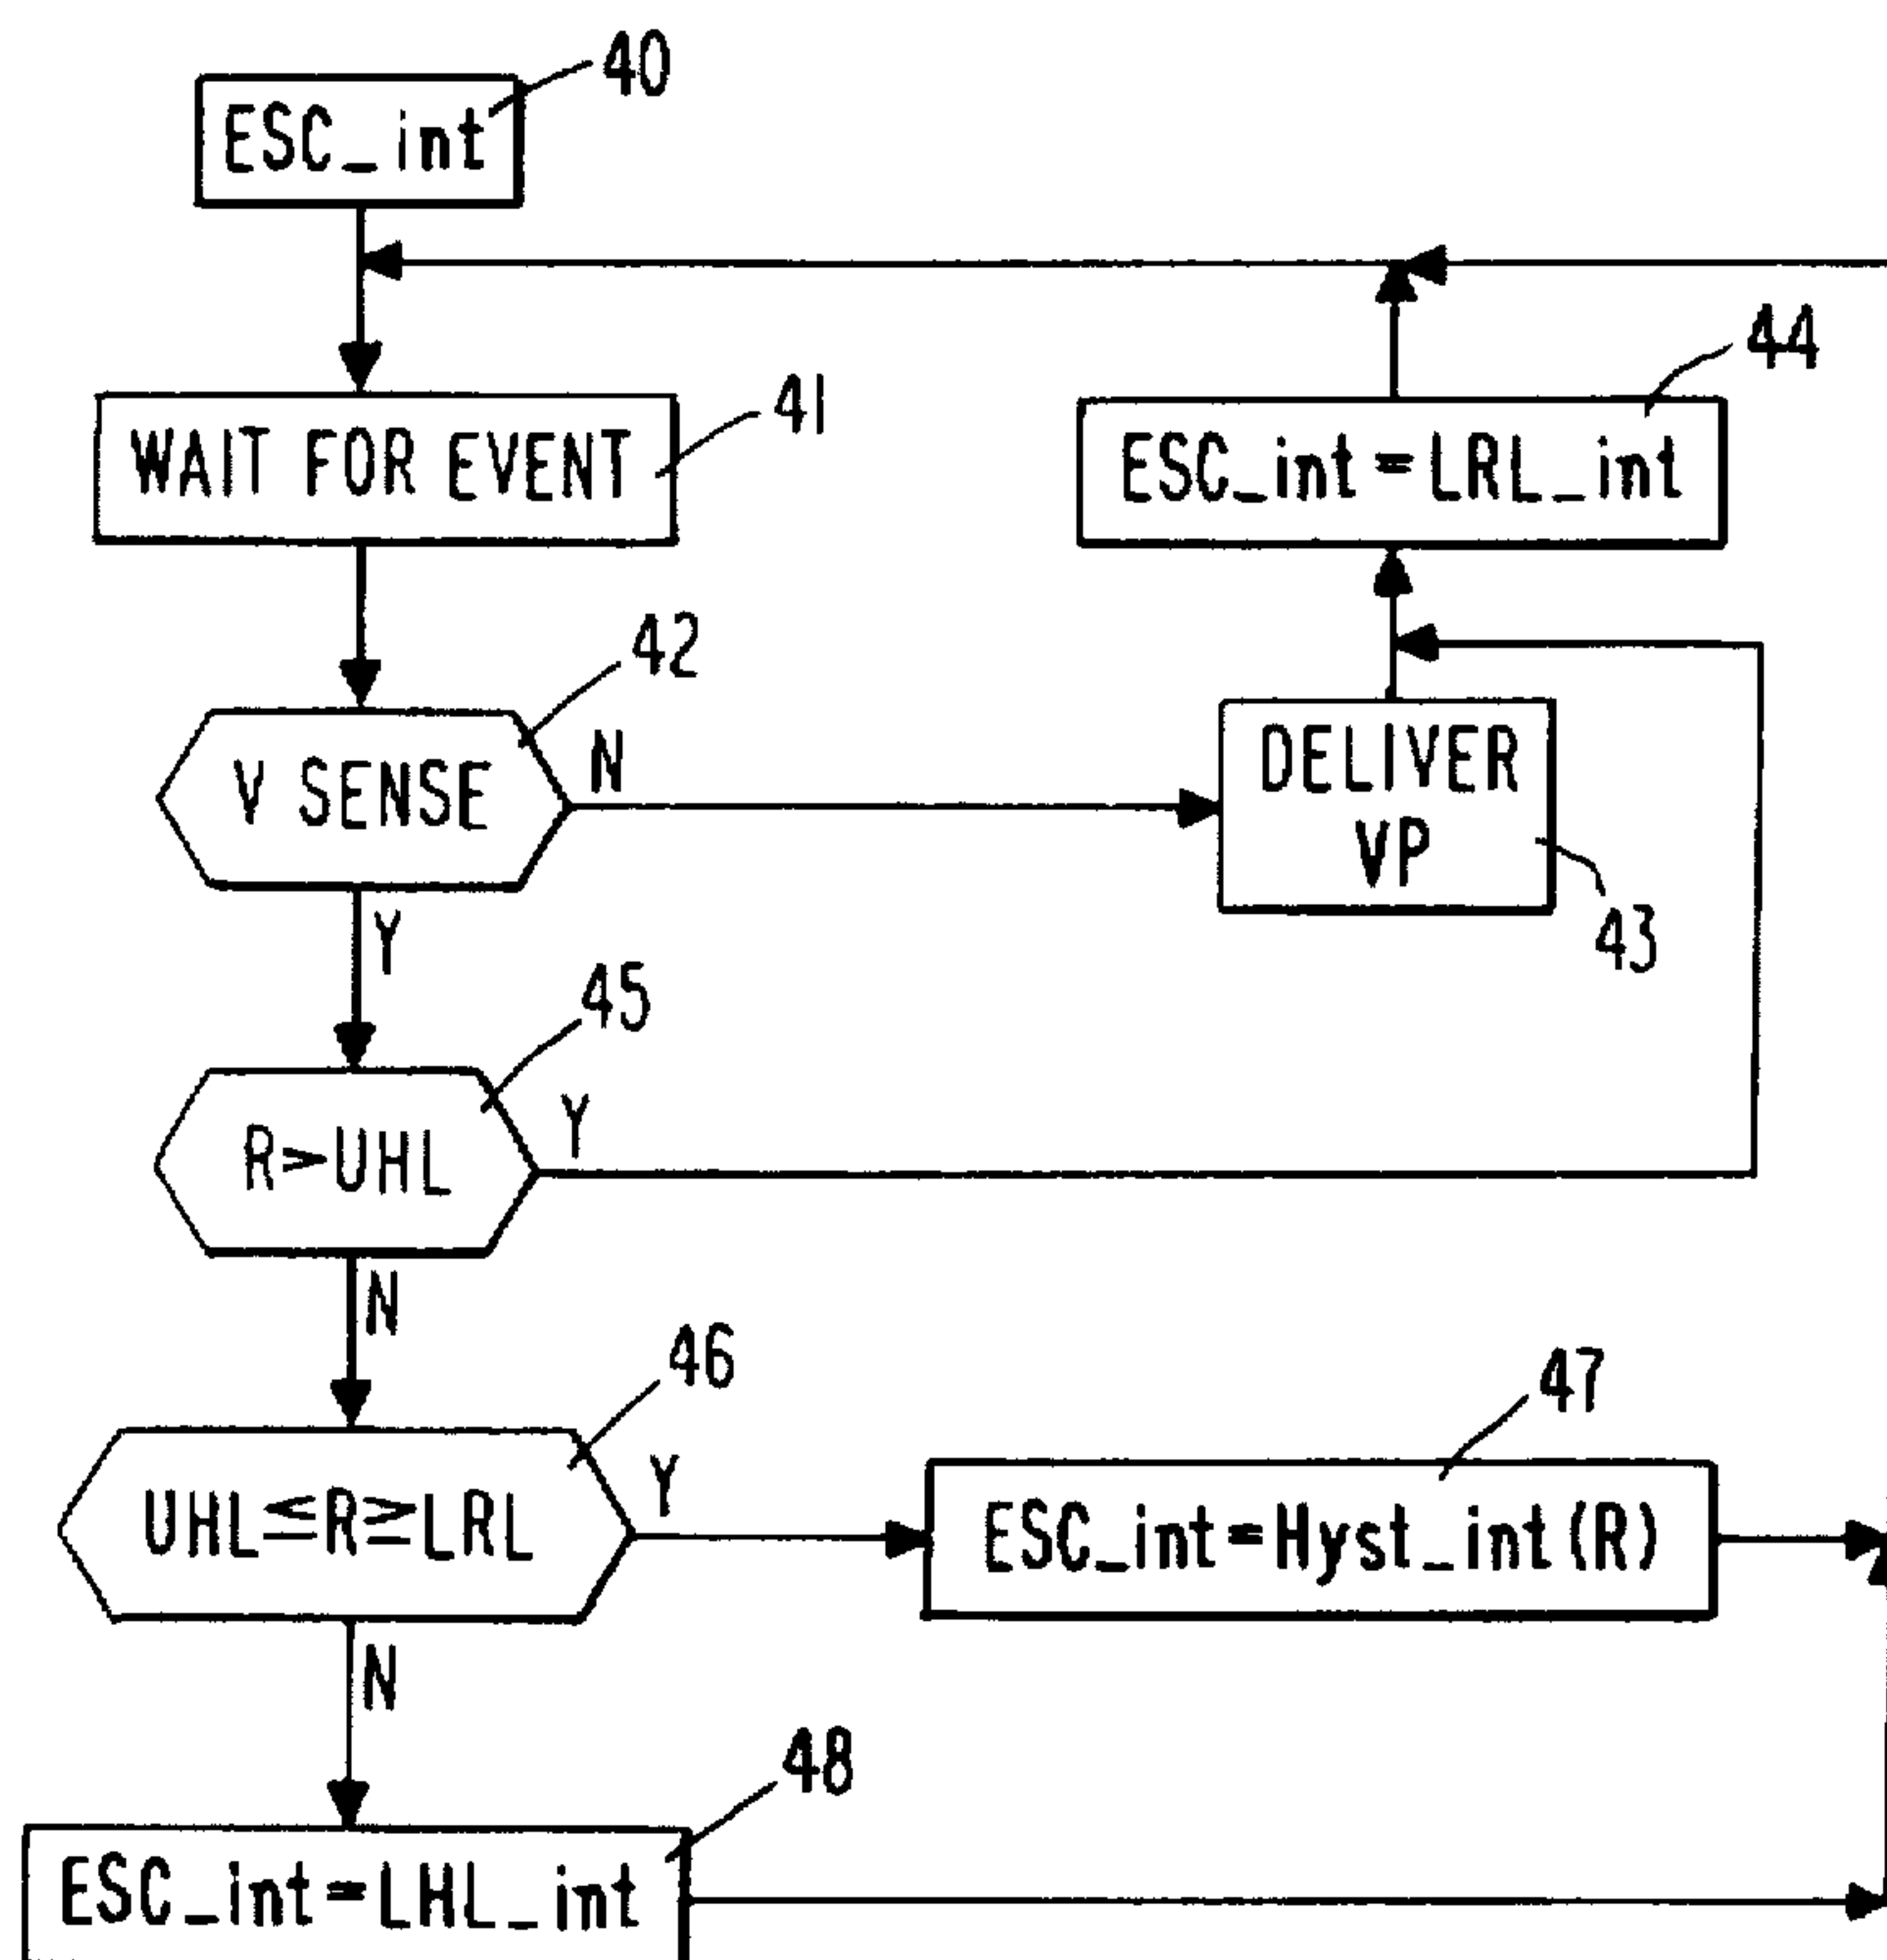 40
ESC_int
41
WAIT FOR EVENT
44
ESC_int=LRL_int
42
V SENSE
N
DELIVER
VP
43
Y
45
R>UHL
Y
N
46
UHL≤R≥LRL
Y
47
ESC_int=Hyst_int(R)
N
48
ESC_int=LHL_int